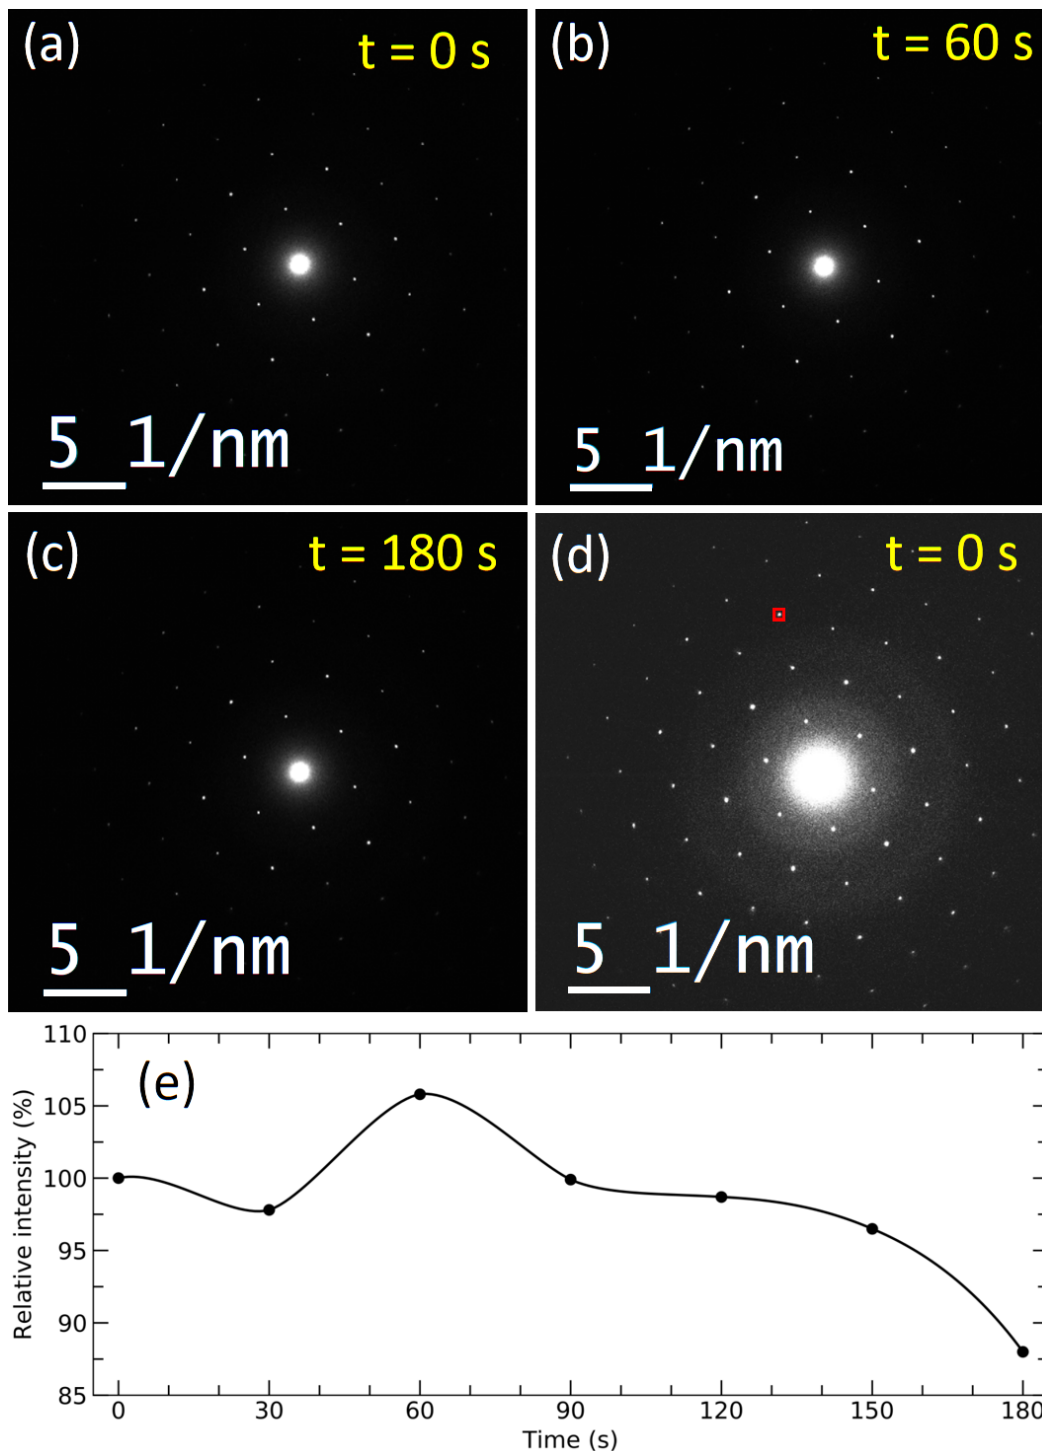 (a) t = 0 s
5 1/nm
(b) t = 60 s
5 1/nm
(c) t = 180 s
5 1/nm
(d) t = 0 s
5 1/nm
(e)
Relative intensity (%)
110
105
100
95
90
85
0 30 60 90 120 150 180
Time (s)